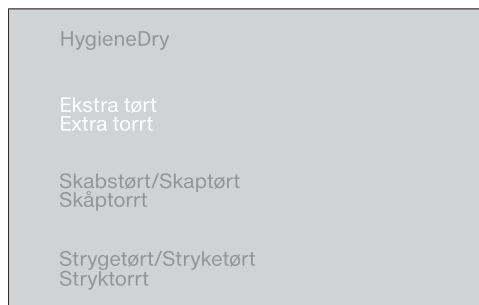 HygieneDry
Ekstra tørt
Extra torrt
Skabstørt/Skaptørt
Skåptorrt
Strygetørt/Stryketørt
Stryktorrt